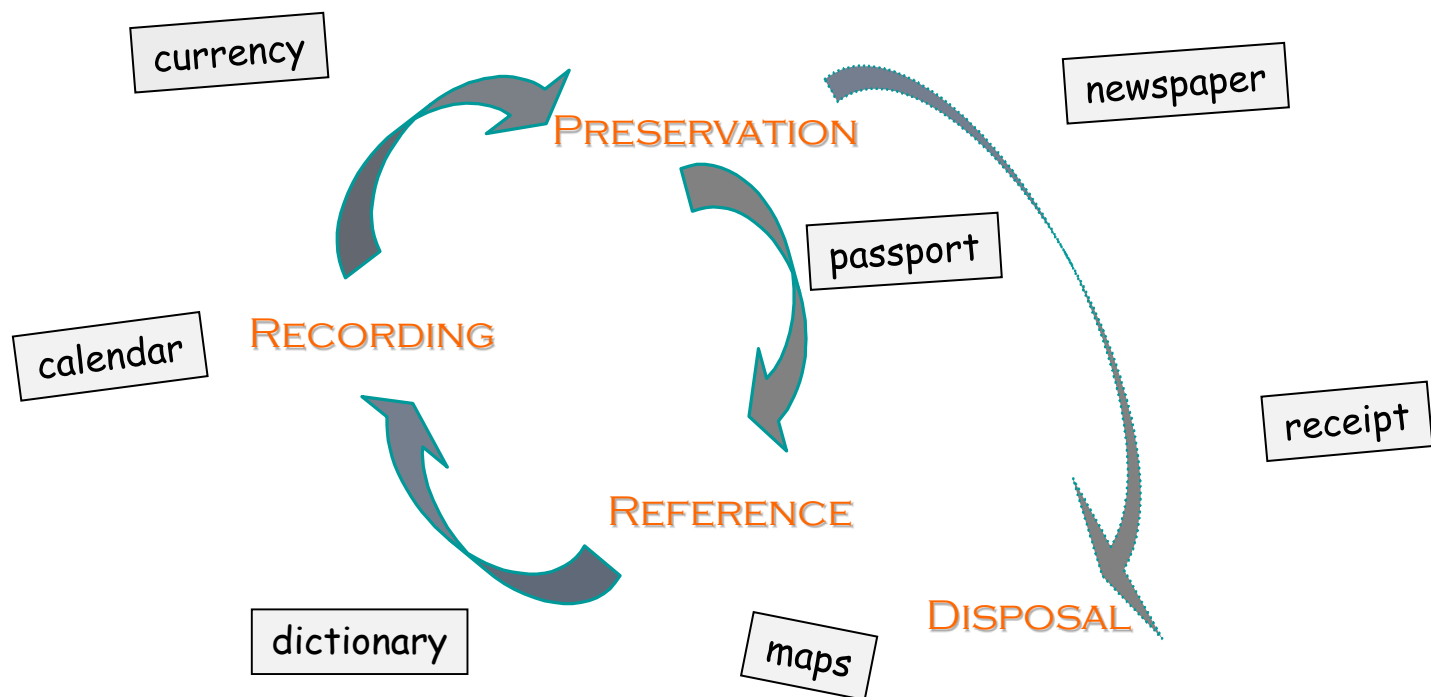 currency
newspaper
PRESERVATION
passport
calendar
RECORDING
receipt
REFERENCE
DISPOSAL
dictionary
maps